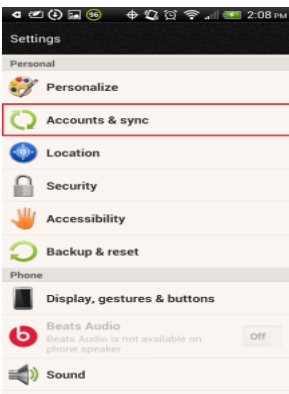 96 2:08 PM
Settings
Personal
Personalize
Accounts & sync
Location
Security
Accessibility
Backup & reset
Phone
Display, gestures & buttons
Beats Audio
Beats Audio is not available on
phone speaker
Off
Sound